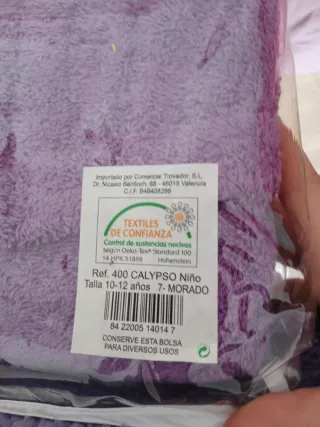 Importado por Comercial Trovador, S.L.
Dr. Nicasio Benlloch, 68 - 46015 Valencia
C.I.F. B46408266
TEXTILES
DE CONFIANZA
Control de sustancias nocivas
según Oeko-Tex® Standard 100
14.HPK.51858 Hohenstein
Ref. 400 CALYPSO Niño
Talla 10-12 años 7- MORADO
84 22005 14014 7
CONSERVE ESTA BOLSA
PARA DIVERSOS USOS